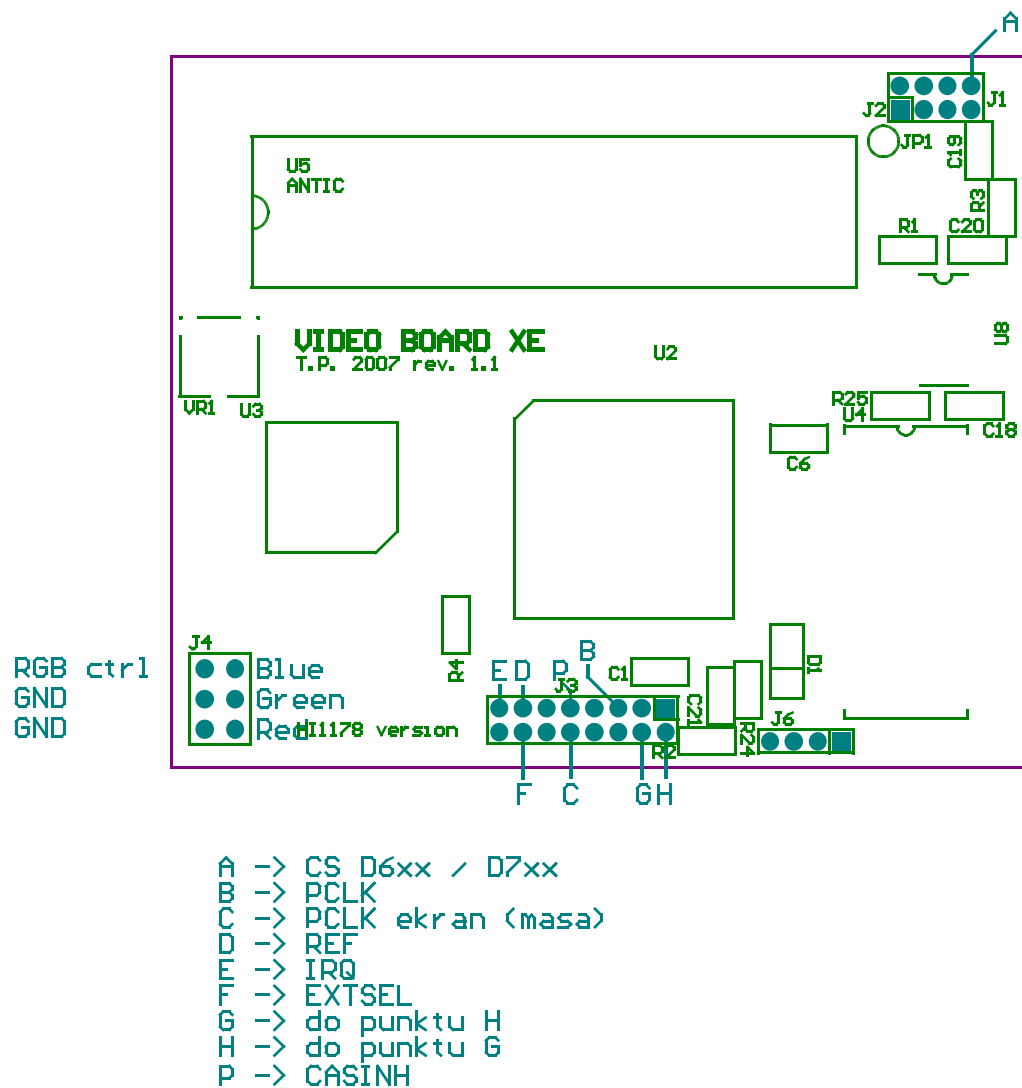 A
J2
J1
JP1
C19
U5
ANTIC
R3
R1
C20
VIDEO BOARD XE
T.P. 2007 rev. 1.1
U2
U8
VR1
U3
R25
U4
C18
C6
J4
RGB ctrl
Blue
GND
Green
GND
Red
HI1178 version
R4
E D P B
J3
C1
C21
D1
R2
R24
J6
F C G H
A -> CS D6xx / D7xx
B -> PCLK
C -> PCLK ekran (masa)
D -> REF
E -> IRQ
F -> EXTSEL
G -> do punktu H
H -> do punktu G
P -> CASINH